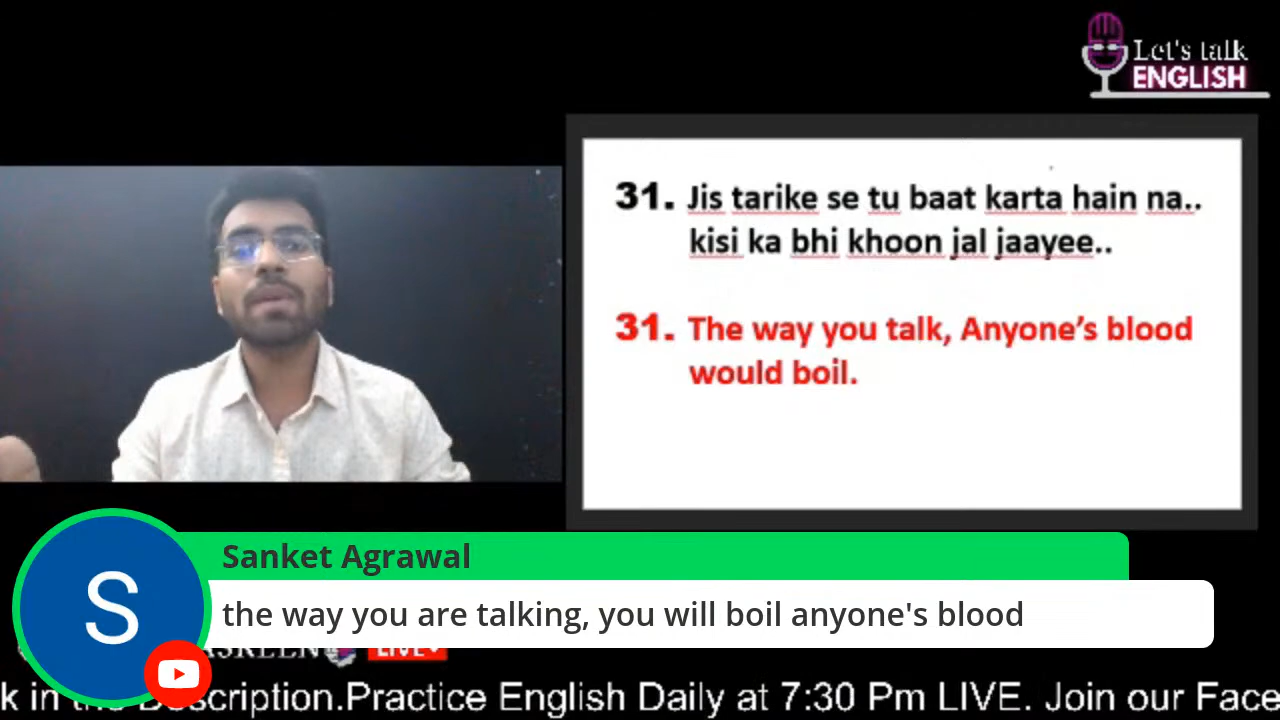 Let's talk
ENGLISH
31. Jis tarike se tu baat karta hain na..
kisi ka bhi khoon jal jaayee..
31. The way you talk, Anyone's blood
would boil.
Sanket Agrawal
S
the way you are talking, you will boil anyone's blood
LIVE
k in the Description.Practice English Daily at 7:30 Pm LIVE. Join our Face